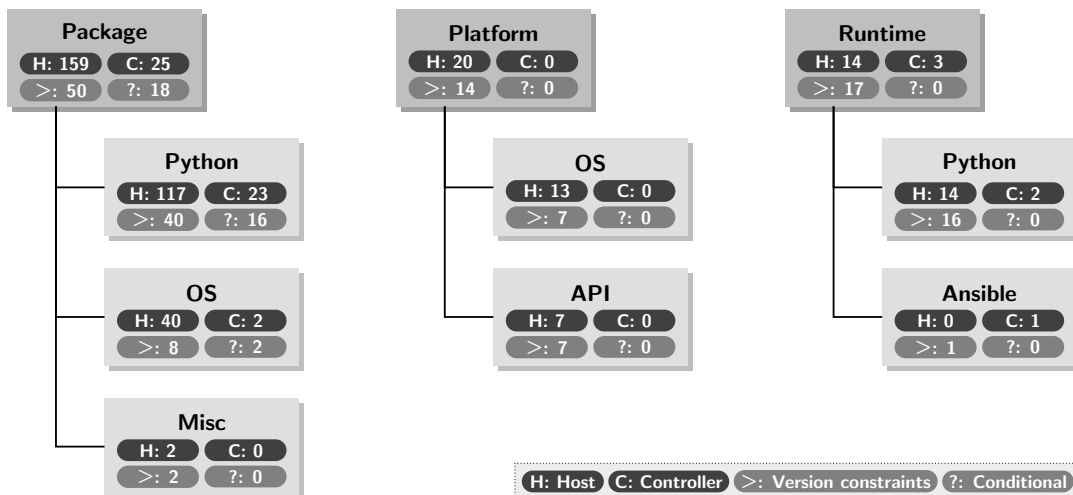 Package
H: 159 C: 25
>: 50 ?: 18
Python
H: 117 C: 23
>: 40 ?: 16
OS
H: 40 C: 2
>: 8 ?: 2
Misc
H: 2 C: 0
>: 2 ?: 0
Platform
H: 20 C: 0
>: 14 ?: 0
OS
H: 13 C: 0
>: 7 ?: 0
API
H: 7 C: 0
>: 7 ?: 0
Runtime
H: 14 C: 3
>: 17 ?: 0
Python
H: 14 C: 2
>: 16 ?: 0
Ansible
H: 0 C: 1
>: 1 ?: 0
H: Host C: Controller >: Version constraints ?: Conditional